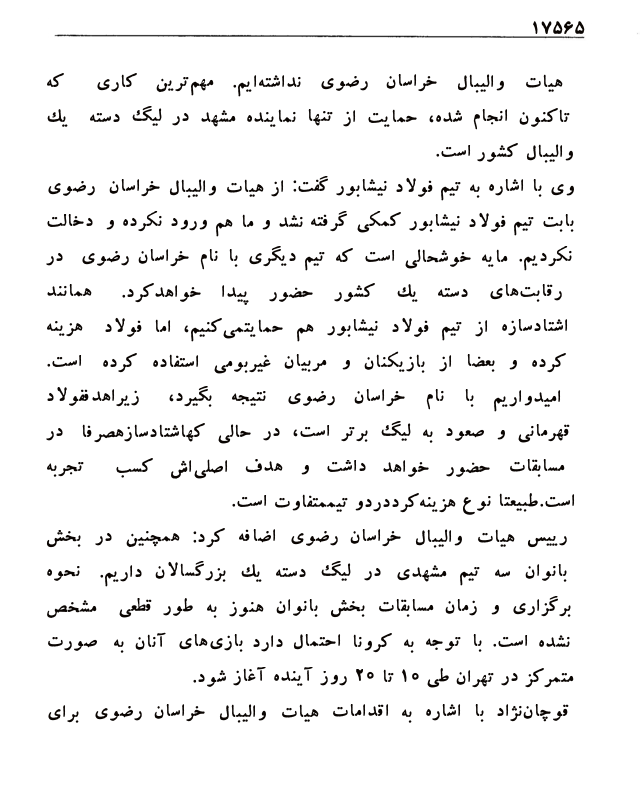 ۱۷۵۶۵
هیات والیبال خراسان رضوی نداشته‌ایم. مهم‌ترین کاری که
تاکنون انجام شده، حمایت از تنها نماینده مشهد در لیگ دسته یك
والیبال کشور است.
وی با اشاره به تیم فولاد نیشابور گفت: از هیات والیبال خراسان رضوی
بابت تیم فولاد نیشابور کمکی گرفته نشد و ما هم ورود نکرده و دخالت
نکردیم. مایه خوشحالی است که تیم دیگری با نام خراسان رضوی در
رقابت‌های دسته یك کشور حضور پیدا خواهدکرد. همانند
اشتادسازه از تیم فولاد نیشابور هم حمایتمی‌کنیم، اما فولاد هزینه
کرده و بعضا از بازیکنان و مربیان غیربومی استفاده کرده است.
امیدواریم با نام خراسان رضوی نتیجه بگیرد، زیراهدففولاد
قهرمانی و صعود به لیگ برتر است، در حالی کهاشتادسازهصرفا در
مسابقات حضور خواهد داشت و هدف اصلی‌اش کسب تجربه
است.طبیعتا نوع هزینه‌کرددردو تیممتفاوت است.
رییس هیات والیبال خراسان رضوی اضافه کرد: همچنین در بخش
بانوان سه تیم مشهدی در لیگ دسته یك بزرگسالان داریم. نحوه
برگزاری و زمان مسابقات بخش بانوان هنوز به طور قطعی مشخص
نشده است. با توجه به کرونا احتمال دارد بازی‌های آنان به صورت
متمرکز در تهران طی ۱۵ تا ۲۵ روز آینده آغاز شود.
قوچان‌نژاد با اشاره به اقدامات هیات والیبال خراسان رضوی برای